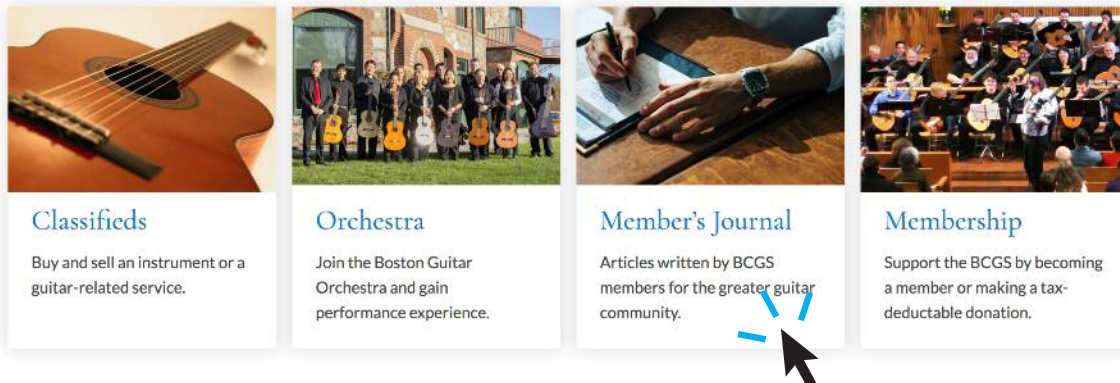 Classifieds
Buy and sell an instrument or a
guitar-related service.
Orchestra
Join the Boston Guitar
Orchestra and gain
performance experience.
Member's Journal
Articles written by BCGS
members for the greater guitar
community.
Membership
Support the BCGS by becoming
a member or making a tax-
deductable donation.